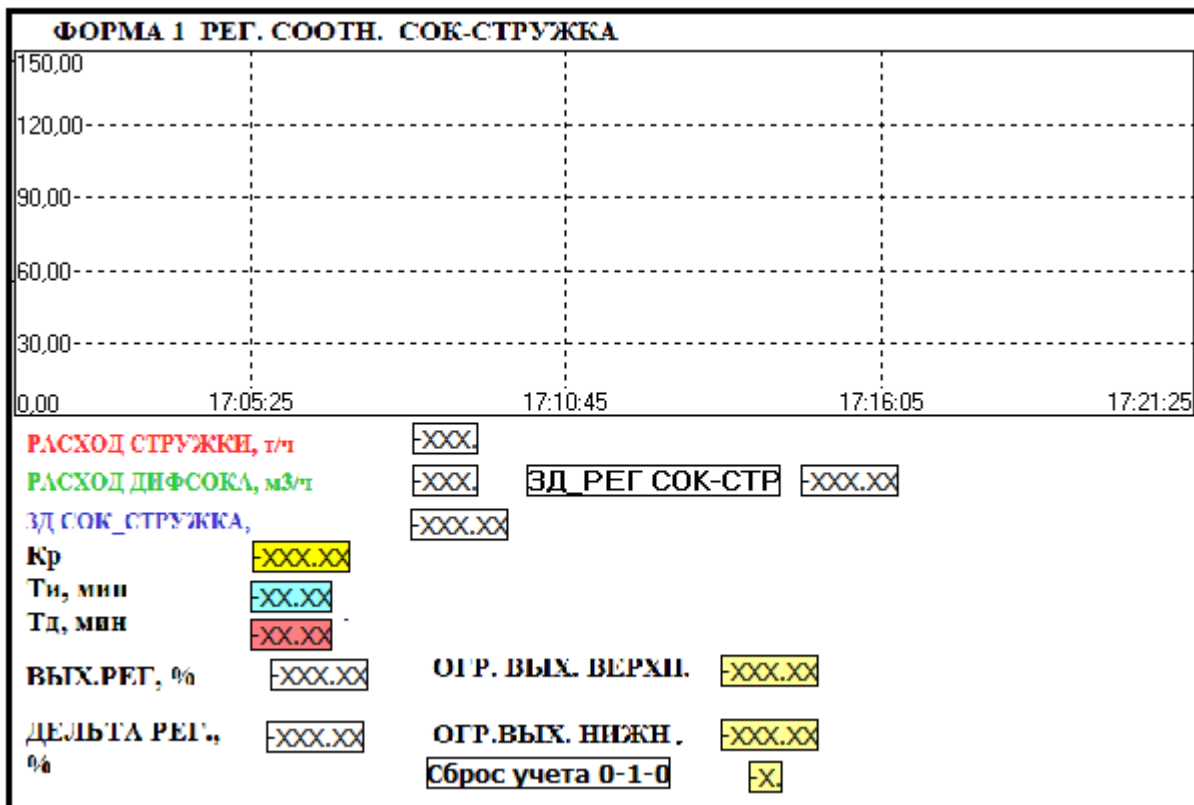 ФОРМА 1 РЕГ. СООТН. СОК-СТРУЖКА
150,00
120,00
90,00
60,00
30,00
0,00 17:05:25 17:10:45 17:16:05 17:21:25
РАСХОД СТРУЖКИ, т/ч -XXX.
РАСХОД ДИФСОКА, м3/ч -XXX. ЗД_РЕГ СОК-СТР -XXX.XX
ЗД СОК_СТРУЖКА, -XXX.XX
Кр -XXX.XX
Ти, мин -XX.XX
Тд, мин -XX.XX
ВЫХ.РЕГ, % -XXX.XX ОГР. ВЫХ. ВЕРХН. -XXX.XX
ДЕЛЬТА РЕГ., -XXX.XX ОГР.ВЫХ. НИЖН . -XXX.XX
% Сброс учета 0-1-0 -X.